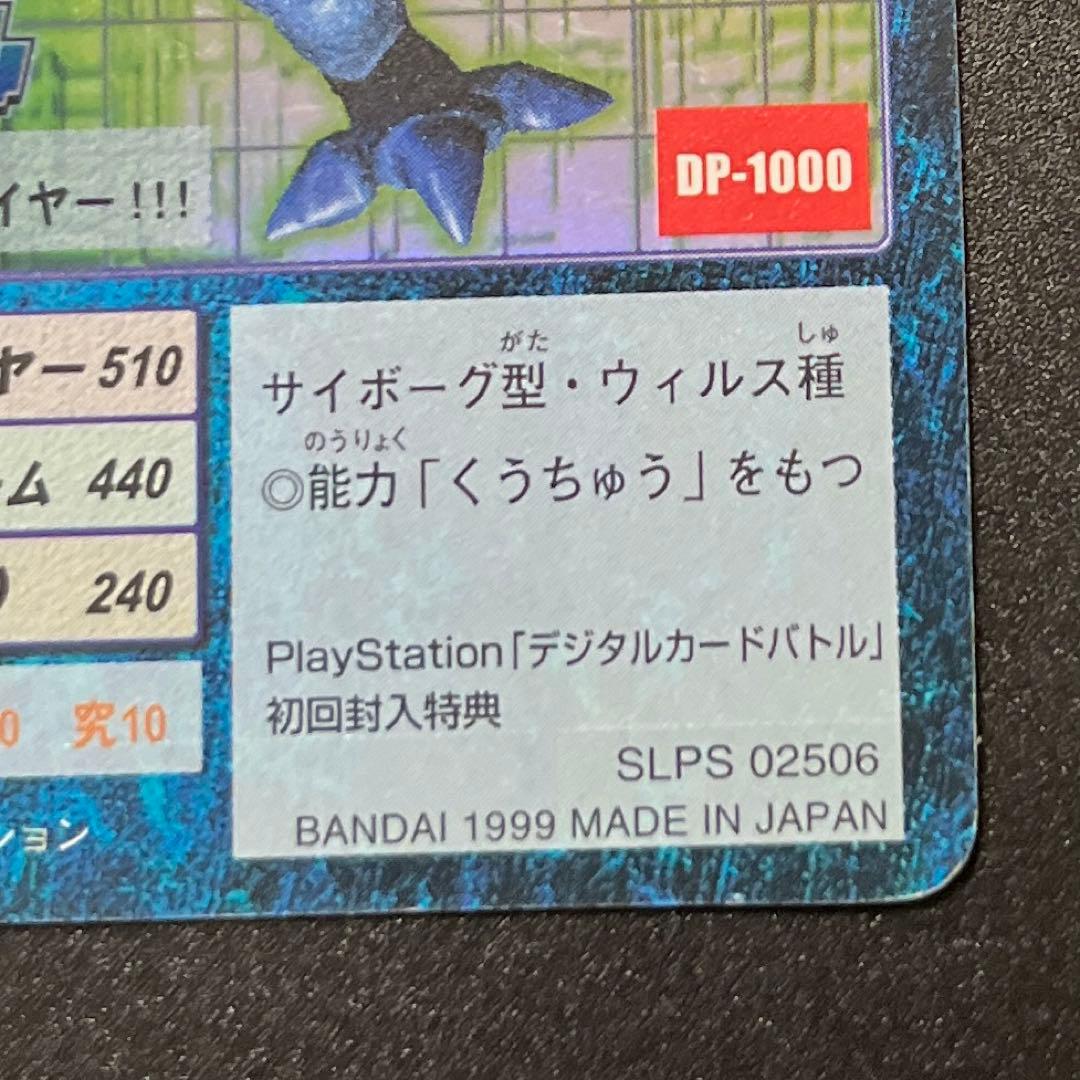 DP-1000
イヤー!!!
ヤー 510
ム 440
240
0 究10
ション
がた しゅ
サイボーグ型・ウィルス種
のうりょく
◎能力「くうちゅう」をもつ
PlayStation「デジタルカードバトル」
初回封入特典
SLPS 02506
BANDAI 1999 MADE IN JAPAN